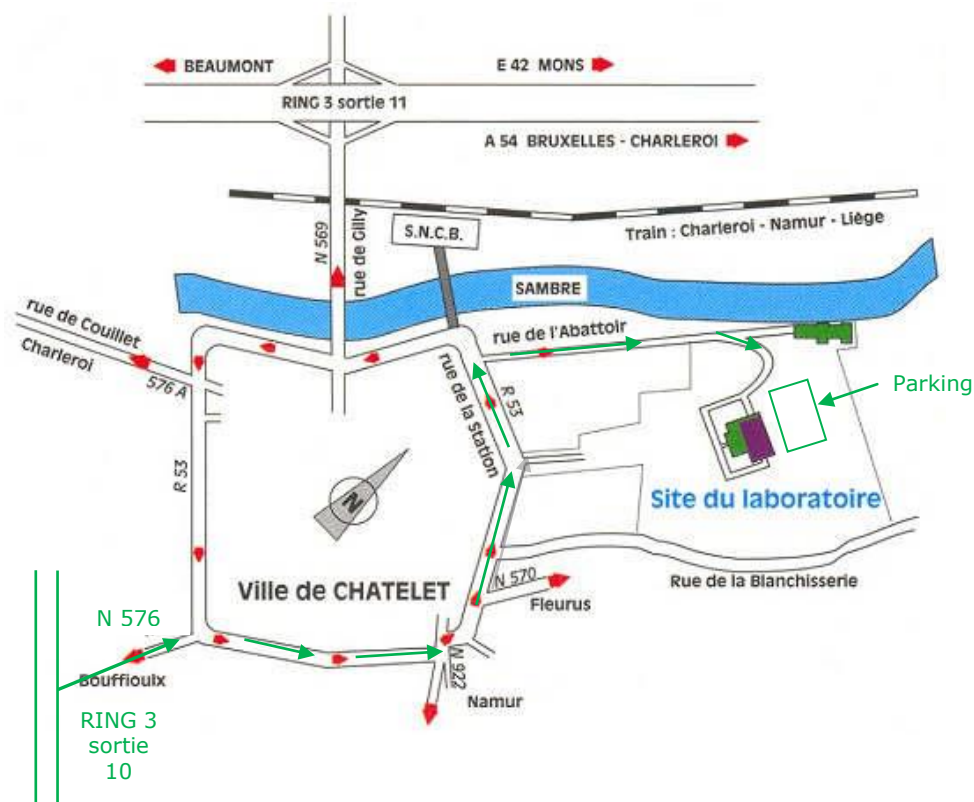 BEAUMONT
E 42 MONS
RING 3 sortie 11
A 54 BRUXELLES - CHARLEROI
N 569
rue de Gilly
S.N.C.B.
Train : Charleroi - Namur - Liège
SAMBRE
rue de Couillet
Charleroi
576 A
rue de l'Abattoir
Parking
R 53
rue de la Station
R 53
N
Site du laboratoire
Ville de CHATELET
N 570
Fleurus
Rue de la Blanchisserie
N 576
Bouffioulx
N 922
Namur
RING 3
sortie
10